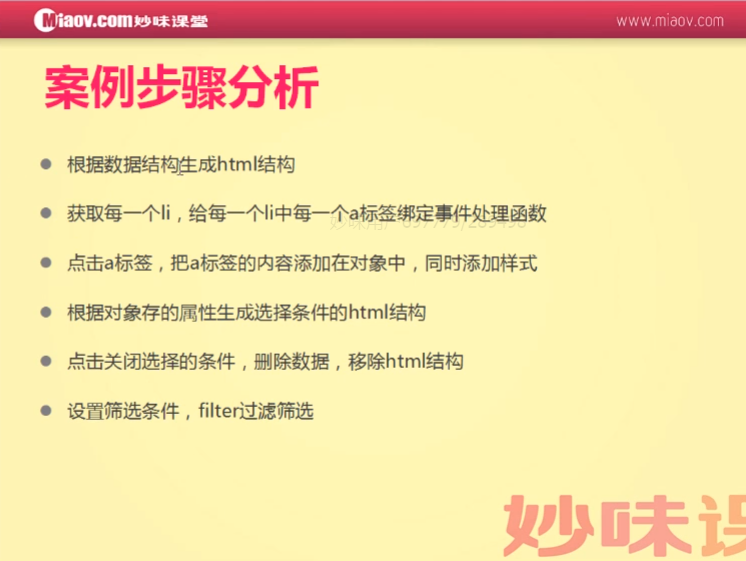 Miaov.com妙味课堂
www.miaov.com
案例步骤分析
根据数据结构生成html结构
获取每一个li，给每一个li中每一个a标签绑定事件处理函数
点击a标签，把a标签的内容添加在对象中，同时添加样式
根据对象存的属性生成选择条件的html结构
点击关闭选择的条件，删除数据，移除html结构
设置筛选条件，filter过滤筛选
妙味课